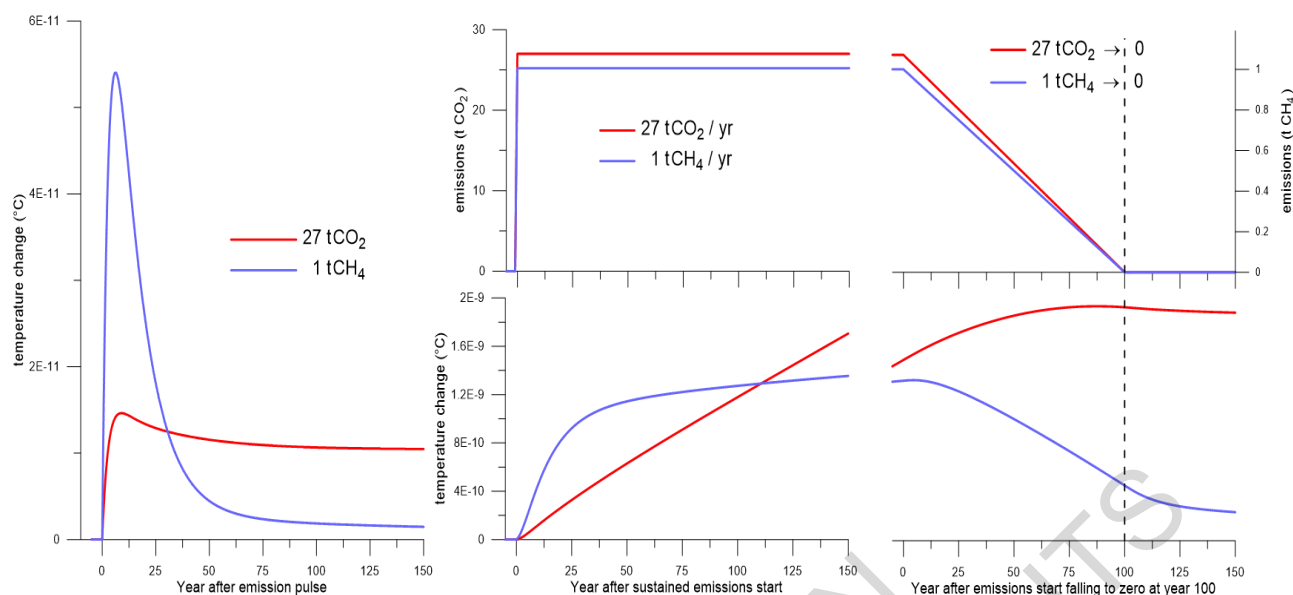 6E-11
4E-11
2E-11
0
temperature change (°C)
27 tCO₂
1 tCH₄
0 25 50 75 100 125 150
Year after emission pulse
30
20
10
0
emissions (t CO₂)
27 tCO₂ / yr
1 tCH₄ / yr
27 tCO₂ → 0
1 tCH₄ → 0
1
0.8
0.6
0.4
0.2
0
emissions (t CH₄)
2E-9
1.6E-9
1.2E-9
8E-10
4E-10
0
temperature change (°C)
0 25 50 75 100 125 150
Year after sustained emissions start
0 25 50 75 100 125 150
Year after emissions start falling to zero at year 100